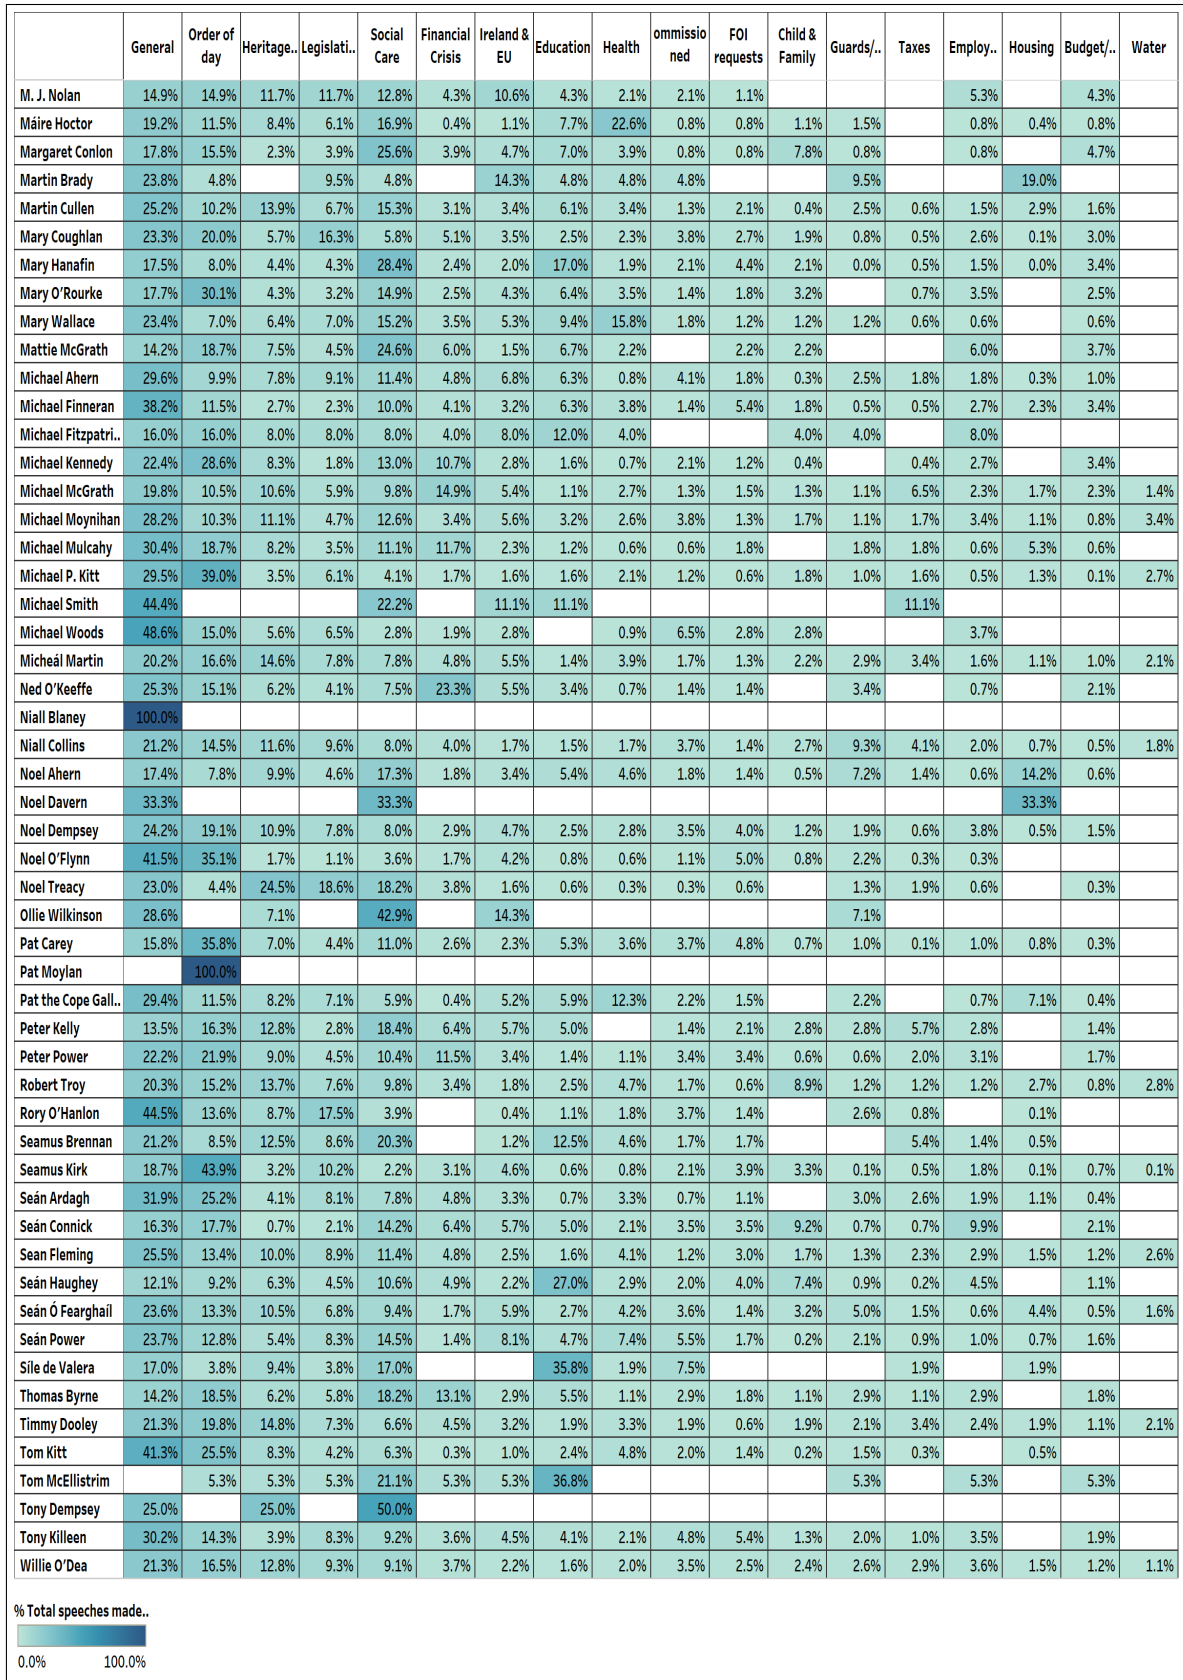 General Order of day Heritage.. Legislati.. Social Care Financial Crisis Ireland & EU Education Health ommissio ned FOI requests Child & Family Guards/.. Taxes Employ.. Housing Budget/.. Water
M. J. Nolan 14.9% 14.9% 11.7% 11.7% 12.8% 4.3% 10.6% 4.3% 2.1% 2.1% 1.1% 5.3% 4.3%
Máire Hoctor 19.2% 11.5% 8.4% 6.1% 16.9% 0.4% 1.1% 7.7% 22.6% 0.8% 0.8% 1.1% 1.5% 0.8% 0.4% 0.8%
Margaret Conlon 17.8% 15.5% 2.3% 3.9% 25.6% 3.9% 4.7% 7.0% 3.9% 0.8% 0.8% 7.8% 0.8% 0.8% 4.7%
Martin Brady 23.8% 4.8% 9.5% 4.8% 14.3% 4.8% 4.8% 4.8% 9.5% 19.0%
Martin Cullen 25.2% 10.2% 13.9% 6.7% 15.3% 3.1% 3.4% 6.1% 3.4% 1.3% 2.1% 0.4% 2.5% 0.6% 1.5% 2.9% 1.6%
Mary Coughlan 23.3% 20.0% 5.7% 16.3% 5.8% 5.1% 3.5% 2.5% 2.3% 3.8% 2.7% 1.9% 0.8% 0.5% 2.6% 0.1% 3.0%
Mary Hanafin 17.5% 8.0% 4.4% 4.3% 28.4% 2.4% 2.0% 17.0% 1.9% 2.1% 4.4% 2.1% 0.0% 0.5% 1.5% 0.0% 3.4%
Mary O'Rourke 17.7% 30.1% 4.3% 3.2% 14.9% 2.5% 4.3% 6.4% 3.5% 1.4% 1.8% 3.2% 0.7% 3.5% 2.5%
Mary Wallace 23.4% 7.0% 6.4% 7.0% 15.2% 3.5% 5.3% 9.4% 15.8% 1.8% 1.2% 1.2% 1.2% 0.6% 0.6% 0.6%
Mattie McGrath 14.2% 18.7% 7.5% 4.5% 24.6% 6.0% 1.5% 6.7% 2.2% 2.2% 2.2% 6.0% 3.7%
Michael Ahern 29.6% 9.9% 7.8% 9.1% 11.4% 4.8% 6.8% 6.3% 0.8% 4.1% 1.8% 0.3% 2.5% 1.8% 1.8% 0.3% 1.0%
Michael Finneran 38.2% 11.5% 2.7% 2.3% 10.0% 4.1% 3.2% 6.3% 3.8% 1.4% 5.4% 1.8% 0.5% 0.5% 2.7% 2.3% 3.4%
Michael Fitzpatri.. 16.0% 16.0% 8.0% 8.0% 8.0% 4.0% 8.0% 12.0% 4.0% 4.0% 4.0% 8.0%
Michael Kennedy 22.4% 28.6% 8.3% 1.8% 13.0% 10.7% 2.8% 1.6% 0.7% 2.1% 1.2% 0.4% 0.4% 2.7% 3.4%
Michael McGrath 19.8% 10.5% 10.6% 5.9% 9.8% 14.9% 5.4% 1.1% 2.7% 1.3% 1.5% 1.3% 1.1% 6.5% 2.3% 1.7% 2.3% 1.4%
Michael Moynihan 28.2% 10.3% 11.1% 4.7% 12.6% 3.4% 5.6% 3.2% 2.6% 3.8% 1.3% 1.7% 1.1% 1.7% 3.4% 1.1% 0.8% 3.4%
Michael Mulcahy 30.4% 18.7% 8.2% 3.5% 11.1% 11.7% 2.3% 1.2% 0.6% 0.6% 1.8% 1.8% 1.8% 0.6% 5.3% 0.6%
Michael P. Kitt 29.5% 39.0% 3.5% 6.1% 4.1% 1.7% 1.6% 1.6% 2.1% 1.2% 0.6% 1.8% 1.0% 1.6% 0.5% 1.3% 0.1% 2.7%
Michael Smith 44.4% 22.2% 11.1% 11.1% 11.1%
Michael Woods 48.6% 15.0% 5.6% 6.5% 2.8% 1.9% 2.8% 0.9% 6.5% 2.8% 2.8% 3.7%
Micheál Martin 20.2% 16.6% 14.6% 7.8% 7.8% 4.8% 5.5% 1.4% 3.9% 1.7% 1.3% 2.2% 2.9% 3.4% 1.6% 1.1% 1.0% 2.1%
Ned O'Keeffe 25.3% 15.1% 6.2% 4.1% 7.5% 23.3% 5.5% 3.4% 0.7% 1.4% 1.4% 3.4% 0.7% 2.1%
Niall Blaney 100.0%
Niall Collins 21.2% 14.5% 11.6% 9.6% 8.0% 4.0% 1.7% 1.5% 1.7% 3.7% 1.4% 2.7% 9.3% 4.1% 2.0% 0.7% 0.5% 1.8%
Noel Ahern 17.4% 7.8% 9.9% 4.6% 17.3% 1.8% 3.4% 5.4% 4.6% 1.8% 1.4% 0.5% 7.2% 1.4% 0.6% 14.2% 0.6%
Noel Davern 33.3% 33.3% 33.3%
Noel Dempsey 24.2% 19.1% 10.9% 7.8% 8.0% 2.9% 4.7% 2.5% 2.8% 3.5% 4.0% 1.2% 1.9% 0.6% 3.8% 0.5% 1.5%
Noel O'Flynn 41.5% 35.1% 1.7% 1.1% 3.6% 1.7% 4.2% 0.8% 0.6% 1.1% 5.0% 0.8% 2.2% 0.3% 0.3%
Noel Treacy 23.0% 4.4% 24.5% 18.6% 18.2% 3.8% 1.6% 0.6% 0.3% 0.3% 0.6% 1.3% 1.9% 0.6% 0.3%
Ollie Wilkinson 28.6% 7.1% 42.9% 14.3% 7.1%
Pat Carey 15.8% 35.8% 7.0% 4.4% 11.0% 2.6% 2.3% 5.3% 3.6% 3.7% 4.8% 0.7% 1.0% 0.1% 1.0% 0.8% 0.3%
Pat Moylan 100.0%
Pat the Cope Gall.. 29.4% 11.5% 8.2% 7.1% 5.9% 0.4% 5.2% 5.9% 12.3% 2.2% 1.5% 2.2% 0.7% 7.1% 0.4%
Peter Kelly 13.5% 16.3% 12.8% 2.8% 18.4% 6.4% 5.7% 5.0% 1.4% 2.1% 2.8% 2.8% 5.7% 2.8% 1.4%
Peter Power 22.2% 21.9% 9.0% 4.5% 10.4% 11.5% 3.4% 1.4% 1.1% 3.4% 3.4% 0.6% 0.6% 2.0% 3.1% 1.7%
Robert Troy 20.3% 15.2% 13.7% 7.6% 9.8% 3.4% 1.8% 2.5% 4.7% 1.7% 0.6% 8.9% 1.2% 1.2% 1.2% 2.7% 0.8% 2.8%
Rory O'Hanlon 44.5% 13.6% 8.7% 17.5% 3.9% 0.4% 1.1% 1.8% 3.7% 1.4% 2.6% 0.8% 0.1%
Seamus Brennan 21.2% 8.5% 12.5% 8.6% 20.3% 1.2% 12.5% 4.6% 1.7% 1.7% 5.4% 1.4% 0.5%
Seamus Kirk 18.7% 43.9% 3.2% 10.2% 2.2% 3.1% 4.6% 0.6% 0.8% 2.1% 3.9% 3.3% 0.1% 0.5% 1.8% 0.1% 0.7% 0.1%
Seán Ardagh 31.9% 25.2% 4.1% 8.1% 7.8% 4.8% 3.3% 0.7% 3.3% 0.7% 1.1% 3.0% 2.6% 1.9% 1.1% 0.4%
Seán Connick 16.3% 17.7% 0.7% 2.1% 14.2% 6.4% 5.7% 5.0% 2.1% 3.5% 3.5% 9.2% 0.7% 0.7% 9.9% 2.1%
Sean Fleming 25.5% 13.4% 10.0% 8.9% 11.4% 4.8% 2.5% 1.6% 4.1% 1.2% 3.0% 1.7% 1.3% 2.3% 2.9% 1.5% 1.2% 2.6%
Seán Haughey 12.1% 9.2% 6.3% 4.5% 10.6% 4.9% 2.2% 27.0% 2.9% 2.0% 4.0% 7.4% 0.9% 0.2% 4.5% 1.1%
Seán Ó Fearghaíl 23.6% 13.3% 10.5% 6.8% 9.4% 1.7% 5.9% 2.7% 4.2% 3.6% 1.4% 3.2% 5.0% 1.5% 0.6% 4.4% 0.5% 1.6%
Seán Power 23.7% 12.8% 5.4% 8.3% 14.5% 1.4% 8.1% 4.7% 7.4% 5.5% 1.7% 0.2% 2.1% 0.9% 1.0% 0.7% 1.6%
Síle de Valera 17.0% 3.8% 9.4% 3.8% 17.0% 35.8% 1.9% 7.5% 1.9% 1.9%
Thomas Byrne 14.2% 18.5% 6.2% 5.8% 18.2% 13.1% 2.9% 5.5% 1.1% 2.9% 1.8% 1.1% 2.9% 1.1% 2.9% 1.8%
Timmy Dooley 21.3% 19.8% 14.8% 7.3% 6.6% 4.5% 3.2% 1.9% 3.3% 1.9% 0.6% 1.9% 2.1% 3.4% 2.4% 1.9% 1.1% 2.1%
Tom Kitt 41.3% 25.5% 8.3% 4.2% 6.3% 0.3% 1.0% 2.4% 4.8% 2.0% 1.4% 0.2% 1.5% 0.3% 0.5%
Tom McEllistrim 5.3% 5.3% 5.3% 21.1% 5.3% 5.3% 36.8% 5.3% 5.3% 5.3%
Tony Dempsey 25.0% 25.0% 50.0%
Tony Killeen 30.2% 14.3% 3.9% 8.3% 9.2% 3.6% 4.5% 4.1% 2.1% 4.8% 5.4% 1.3% 2.0% 1.0% 3.5% 1.9%
Willie O'Dea 21.3% 16.5% 12.8% 9.3% 9.1% 3.7% 2.2% 1.6% 2.0% 3.5% 2.5% 2.4% 2.6% 2.9% 3.6% 1.5% 1.2% 1.1%
% Total speeches made..
0.0% 100.0%